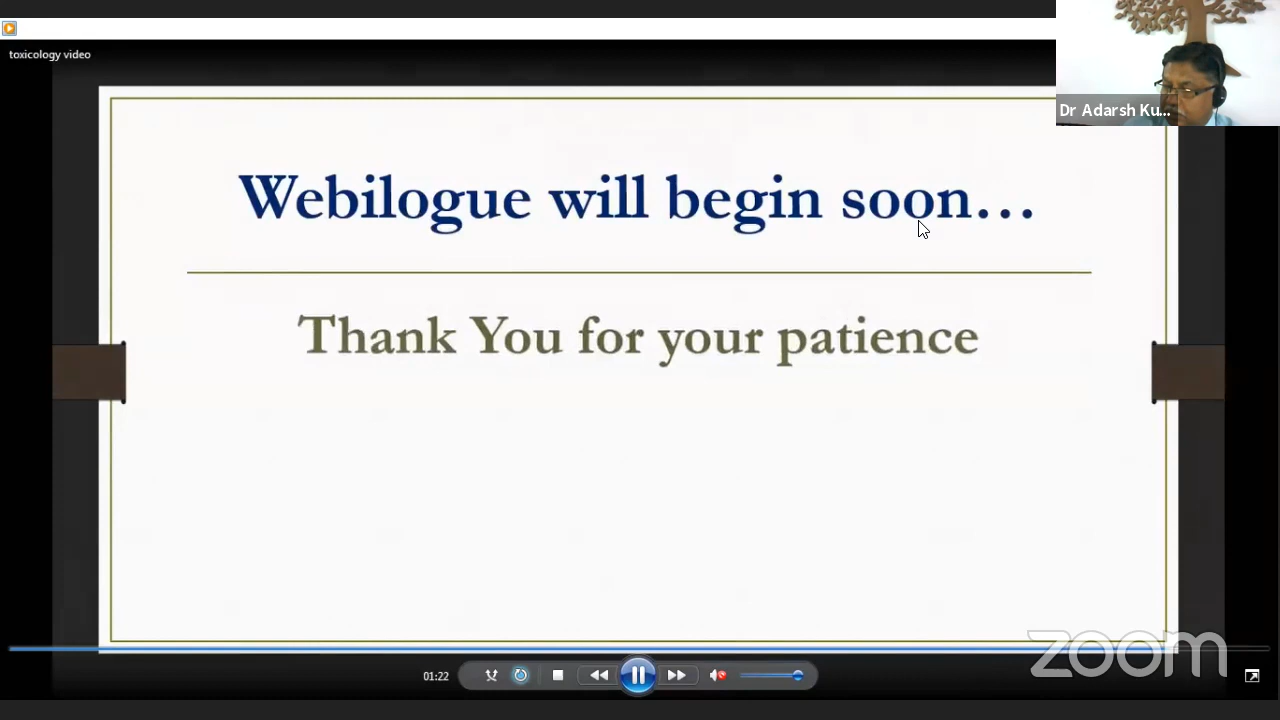 toxicology video
Dr Adarsh Ku...
Webilogue will begin soon...
Thank You for your patience
zoom
01:22